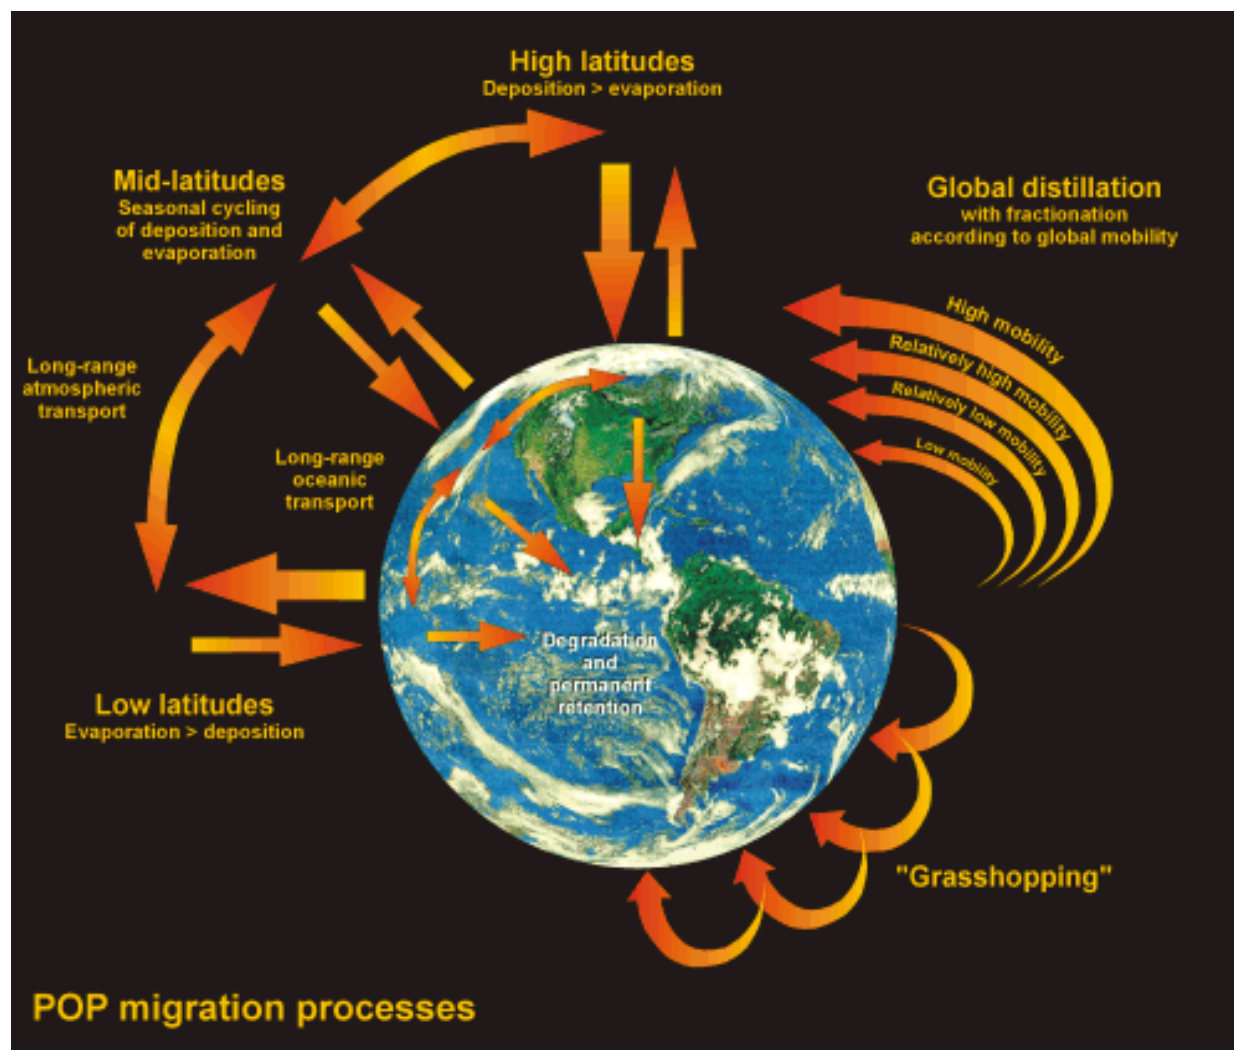 High latitudes
Deposition > evaporation
Mid-latitudes
Seasonal cycling
of deposition and
evaporation
Global distillation
with fractionation
according to global mobility
High mobility
Relatively high mobility
Relatively low mobility
Low mobility
Long-range
atmospheric
transport
Long-range
oceanic
transport
Degradation
and
permanent
retention
Low latitudes
Evaporation > deposition
"Grasshopping"
POP migration processes